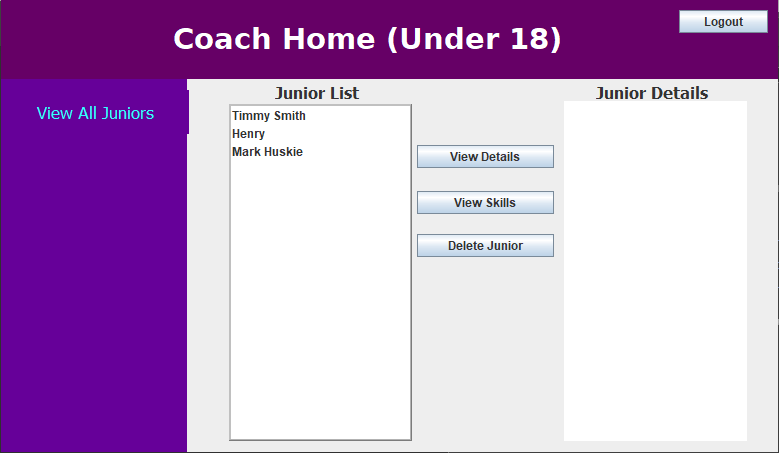 Coach Home (Under 18)
Logout
View All Juniors
Junior List
Timmy Smith
Henry
Mark Huskie
View Details
View Skills
Delete Junior
Junior Details